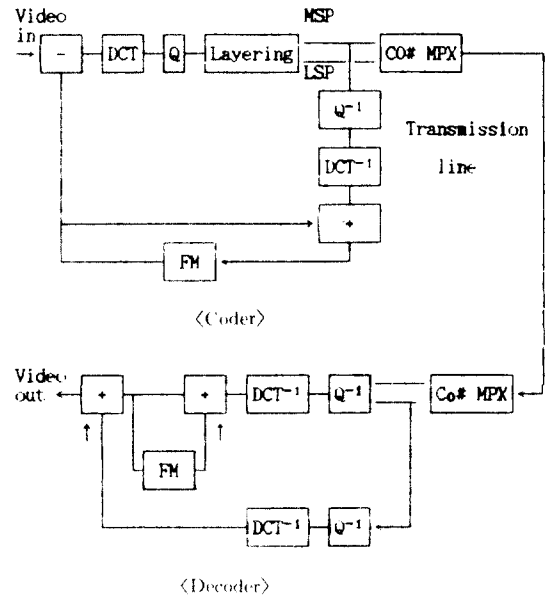 Video in
MSP
- DCT Q Layering CO# MPX
LSP
Q⁻¹
Transmission line
DCT⁻¹
+
FM
〈Coder〉
Video out
+ + DCT⁻¹ Q⁻¹ Co# MPX
FM
DCT⁻¹ Q⁻¹
〈Decoder〉